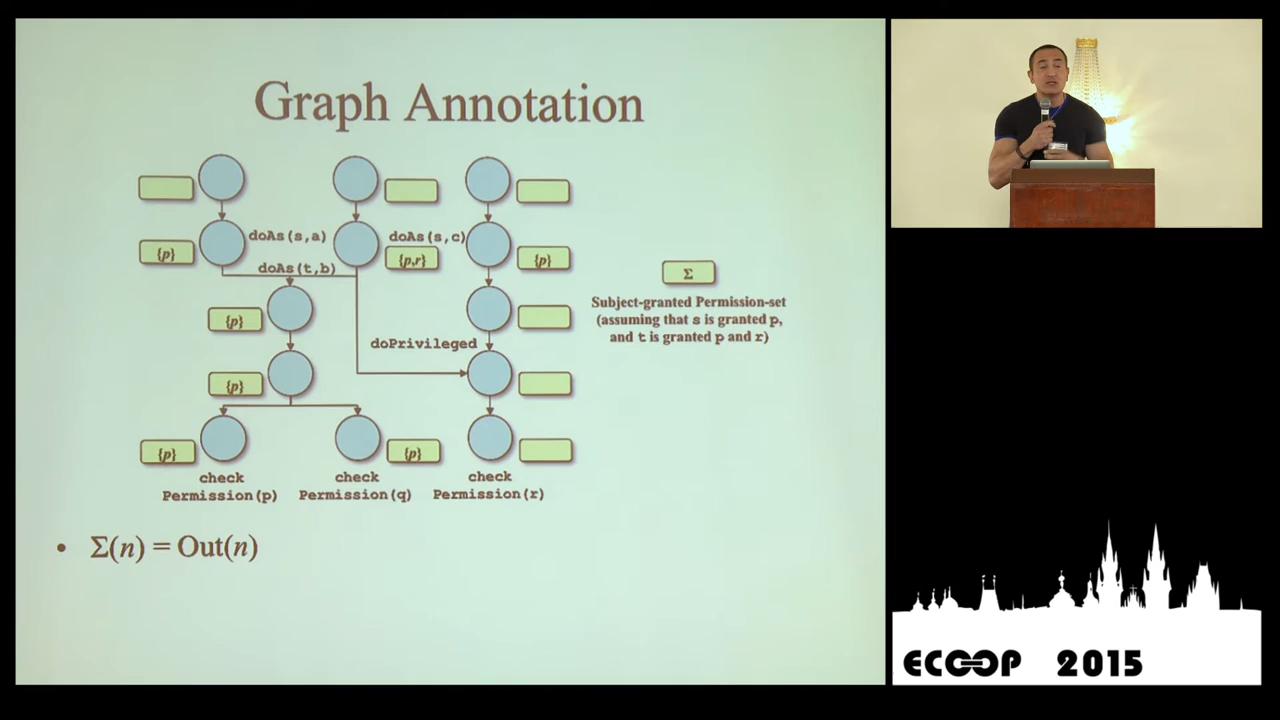 Graph Annotation
doAs(s,a)
doAs(s,c)
{p}
{p,r}
{p}
doAs(t,b)
Σ
Subject-granted Permission-set
(assuming that s is granted p,
and t is granted p and r)
{p}
doPrivileged
{p}
{p}
{p}
check
Permission(p)
check
Permission(q)
check
Permission(r)
• Σ(n) = Out(n)
ECOOP 2015